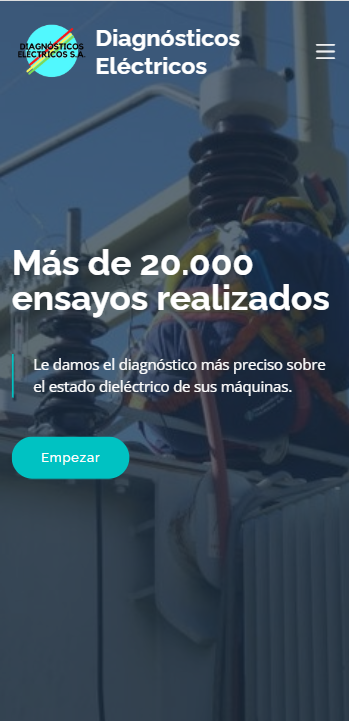 DIAGNÓSTICOS
ELÉCTRICOS S.A.
Diagnósticos
Eléctricos
Más de 20.000
ensayos realizados
Le damos el diagnóstico más preciso sobre
el estado dieléctrico de sus máquinas.
Empezar